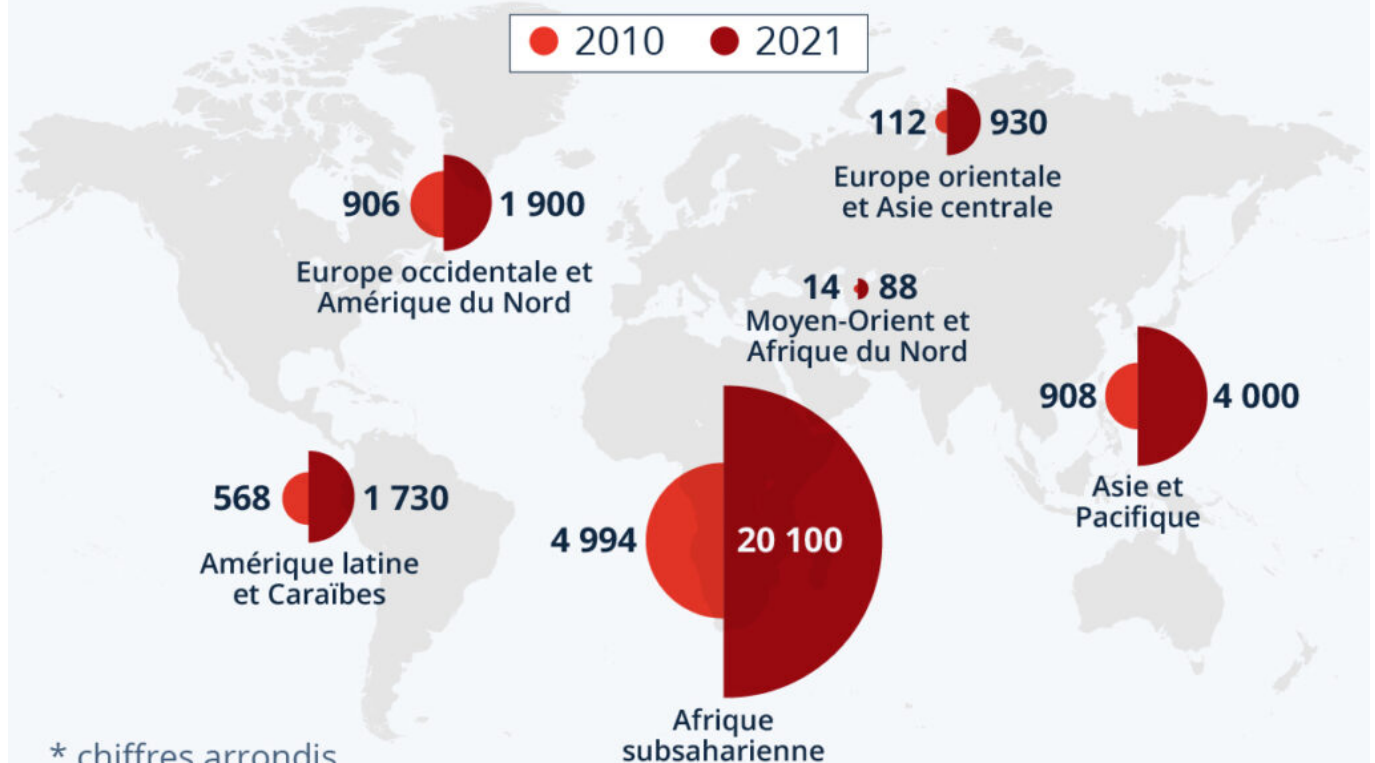 2010 2021
112 930
Europe orientale
et Asie centrale
906 1 900
Europe occidentale et
Amérique du Nord
14 88
Moyen-Orient et
Afrique du Nord
908 4 000
Asie et
Pacifique
568 1 730
Amérique latine
et Caraïbes
4 994 20 100
Afrique
subsaharienne
* chiffres arrondis